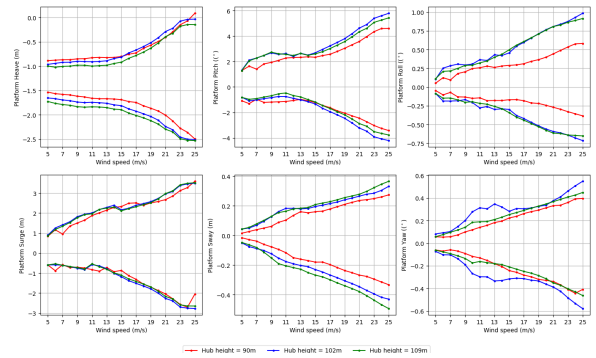 Platform Heave (m)
0.0
−0.5
−1.0
−1.5
−2.0
−2.5
5 7 9 11 13 15 17 19 21 23 25
Wind speed (m/s)
Platform Pitch ((°)
6
4
2
0
−2
−4
5 7 9 11 13 15 17 19 21 23 25
Wind speed (m/s)
Platform Roll ((°)
1.00
0.75
0.50
0.25
0.00
−0.25
−0.50
−0.75
5 7 9 11 13 15 17 19 21 23 25
Wind speed (m/s)
Platform Surge (m)
3
2
1
0
−1
−2
−3
5 7 9 11 13 15 17 19 21 23 25
Wind speed (m/s)
Platform Sway (m)
0.4
0.2
0.0
−0.2
−0.4
5 7 9 11 13 15 17 19 21 23 25
Wind speed (m/s)
Platform Yaw ((°)
0.6
0.4
0.2
0.0
−0.2
−0.4
−0.6
5 7 9 11 13 15 17 19 21 23 25
Wind speed (m/s)
Hub height = 90m Hub height = 102m Hub height = 109m